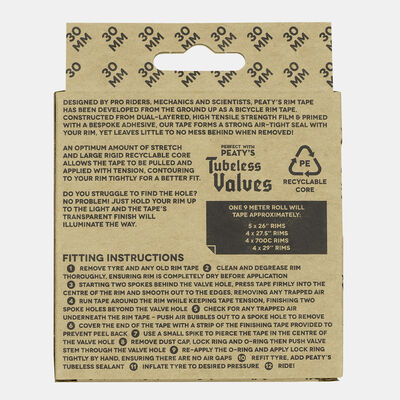 30 MM 30 MM 30 MM 30 MM
30 MM 30 MM 30 MM 30 MM
DESIGNED BY PRO RIDERS, MECHANICS AND SCIENTISTS, PEATY'S RIM TAPE
HAS BEEN DEVELOPED FROM THE GROUND UP AS A BICYCLE RIM TAPE.
CONSTRUCTED FROM DUAL-LAYERED, HIGH TENSILE STRENGTH FILM & PRIMED
WITH A BESPOKE ADHESIVE, OUR TAPE FORMS A STRONG AIR-TIGHT SEAL WITH
YOUR RIM, YET LEAVES LITTLE TO NO MESS BEHIND WHEN REMOVED!
AN OPTIMUM AMOUNT OF STRETCH
AND LARGE RIGID RECYCLABLE CORE
ALLOWS THE TAPE TO BE PULLED AND
APPLIED WITH TENSION, CONTOURING
TO YOUR RIM TIGHTLY FOR A BETTER FIT.
DO YOU STRUGGLE TO FIND THE HOLE?
NO PROBLEM! JUST HOLD YOUR RIM UP
TO THE LIGHT AND THE TAPE'S
TRANSPARENT FINISH WILL
ILLUMINATE THE WAY.
PERFECT WITH
PEATY'S
Tubeless
Valves
PE
RECYCLABLE
CORE
ONE 9 METER ROLL WILL
TAPE APPROXIMATELY:
5 x 26" RIMS
4 x 27.5" RIMS
4 x 700C RIMS
4 x 29" RIMS
FITTING INSTRUCTIONS
1 REMOVE TYRE AND ANY OLD RIM TAPE 2 CLEAN AND DEGREASE RIM
THOROUGHLY, ENSURING RIM IS COMPLETELY DRY BEFORE APPLICATION
3 STARTING TWO SPOKES BEHIND THE VALVE HOLE, PRESS TAPE FIRMLY INTO THE
CENTRE OF THE RIM AND SMOOTH OUT TO THE EDGES, REMOVING ANY TRAPPED AIR
4 RUN TAPE AROUND THE RIM WHILE KEEPING TAPE TENSION, FINISHING TWO
SPOKE HOLES BEYOND THE VALVE HOLE 5 CHECK FOR ANY TRAPPED AIR
UNDERNEATH THE RIM TAPE - PUSH AIR BUBBLES OUT TO A SPOKE HOLE TO REMOVE
6 COVER THE END OF THE TAPE WITH A STRIP OF THE FINISHING TAPE PROVIDED TO
PREVENT PEEL BACK 7 USE A SMALL SPIKE TO PIERCE THE TAPE IN THE CENTRE OF
THE VALVE HOLE 8 REMOVE DUST CAP, LOCK RING AND O-RING THEN PUSH VALVE
STEM THROUGH THE VALVE HOLE 9 RE-APPLY THE O-RING AND APPLY LOCK RING
TIGHTLY BY HAND, ENSURING THERE ARE NO AIR GAPS 10 REFIT TYRE, ADD PEATY'S
TUBELESS SEALANT 11 INFLATE TYRE TO DESIRED PRESSURE 12 RIDE!